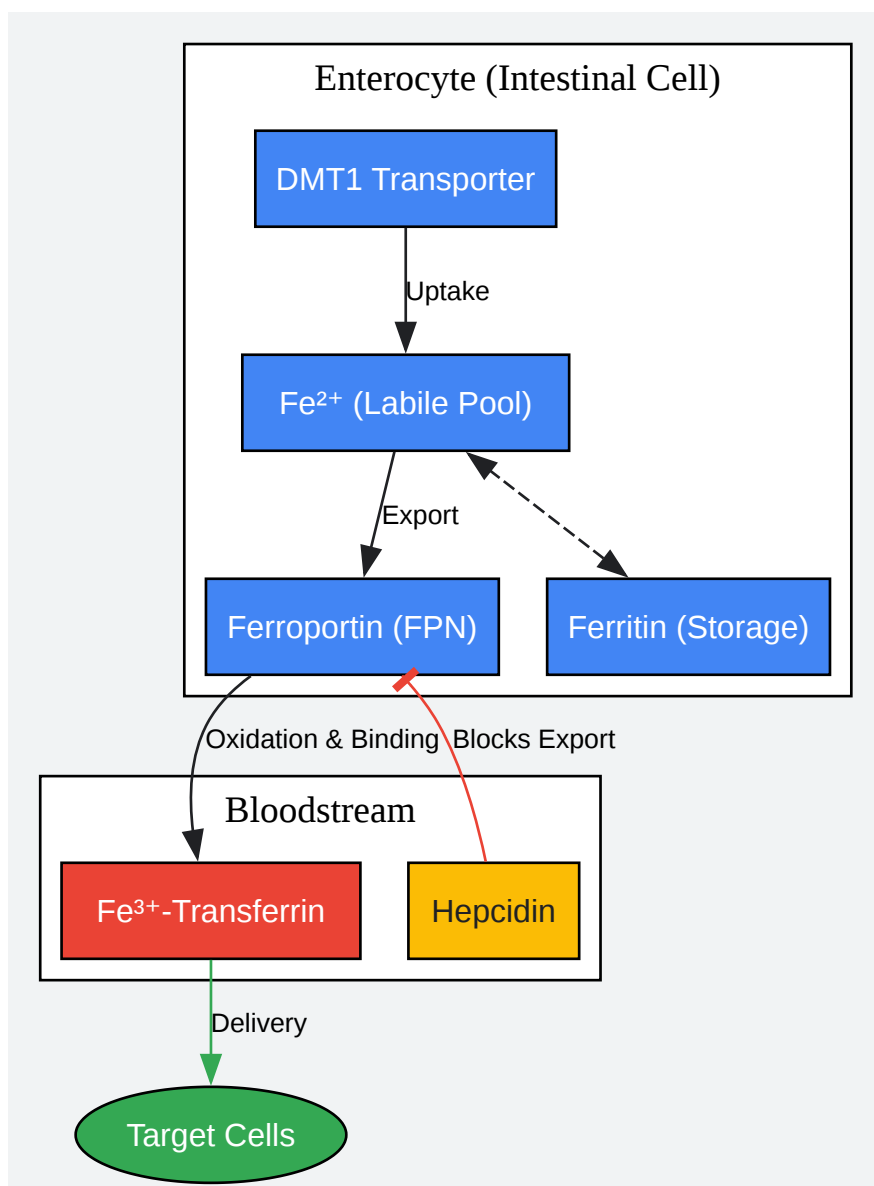 Enterocyte (Intestinal Cell)
DMT1 Transporter
Uptake
Fe²⁺ (Labile Pool)
Export
Ferroportin (FPN)
Ferritin (Storage)
Oxidation & Binding
Blocks Export
Bloodstream
Fe³⁺-Transferrin
Hepcidin
Delivery
Target Cells